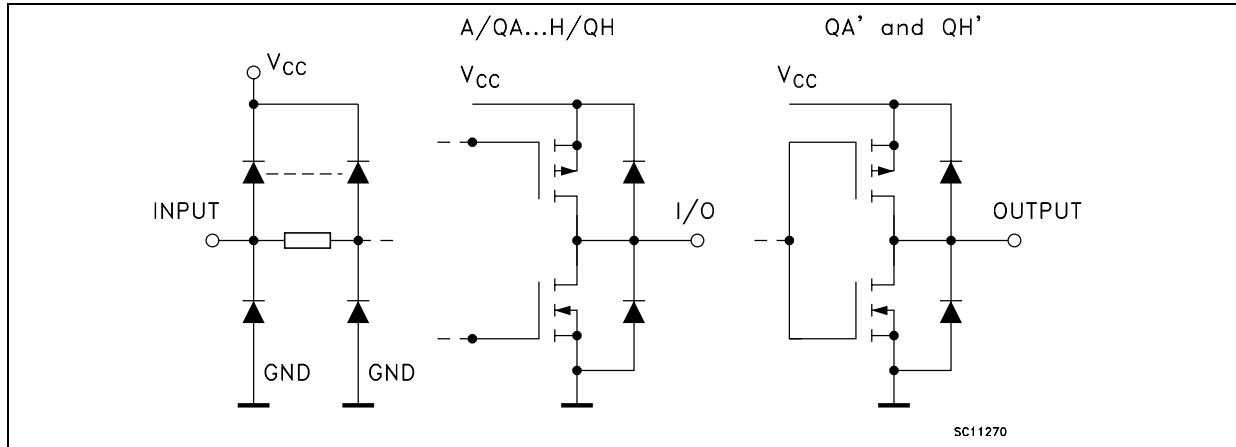 A/QA...H/QH
QA' and QH'
VCC
VCC
VCC
INPUT
I/O
OUTPUT
GND
GND
SC11270